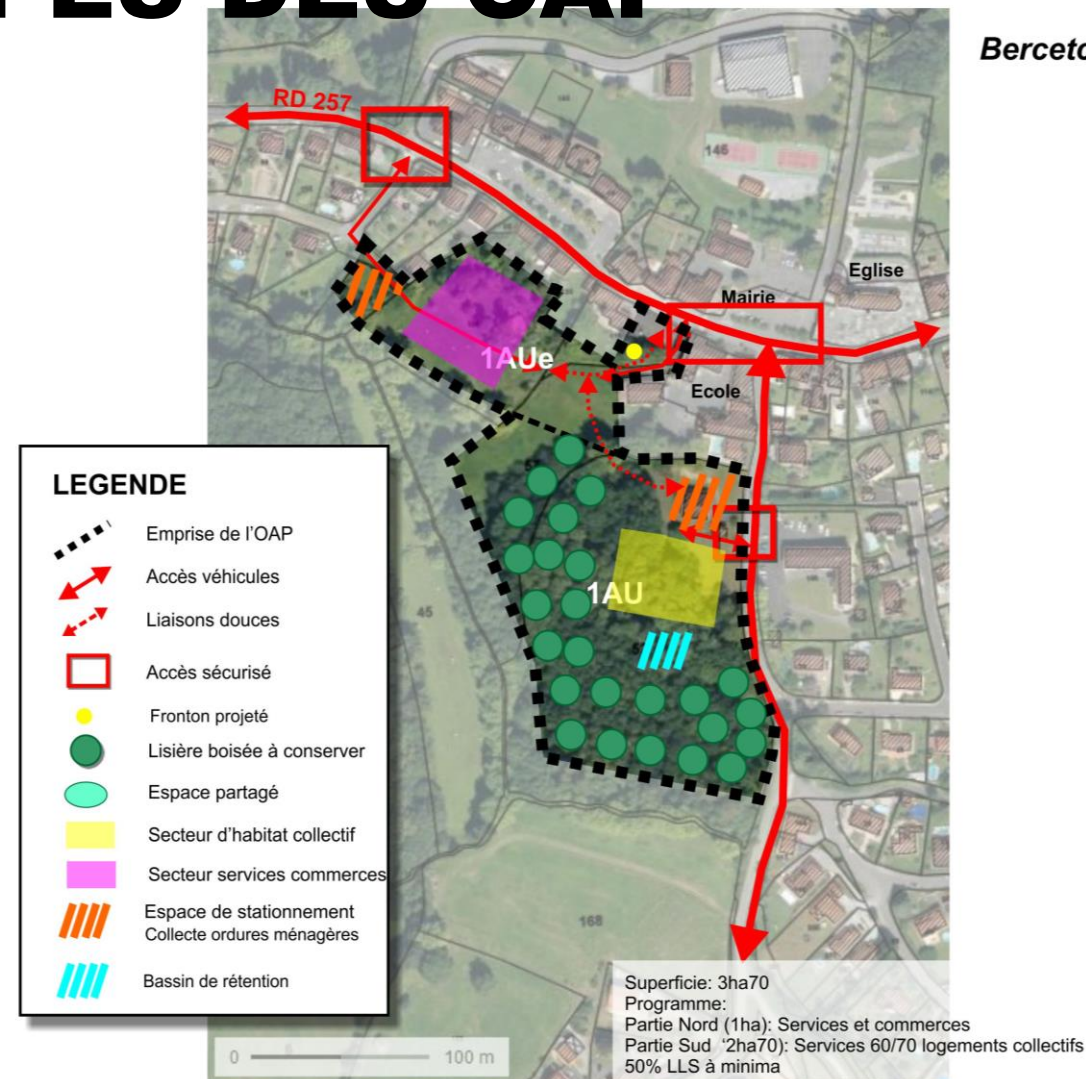 RD 257
146
Eglise
Mairie
1AUe
Ecole
LEGENDE
Emprise de l'OAP
Accès véhicules
Liaisons douces
Accès sécurisé
Fronton projeté
Lisière boisée à conserver
Espace partagé
Secteur d'habitat collectif
Secteur services commerces
Espace de stationnement
Collecte ordures ménagères
Bassin de rétention
1AU
45
168
0
100 m
Superficie: 3ha70
Programme:
Partie Nord (1ha): Services et commerces
Partie Sud '2ha70): Services 60/70 logements collectifs
50% LLS à minima